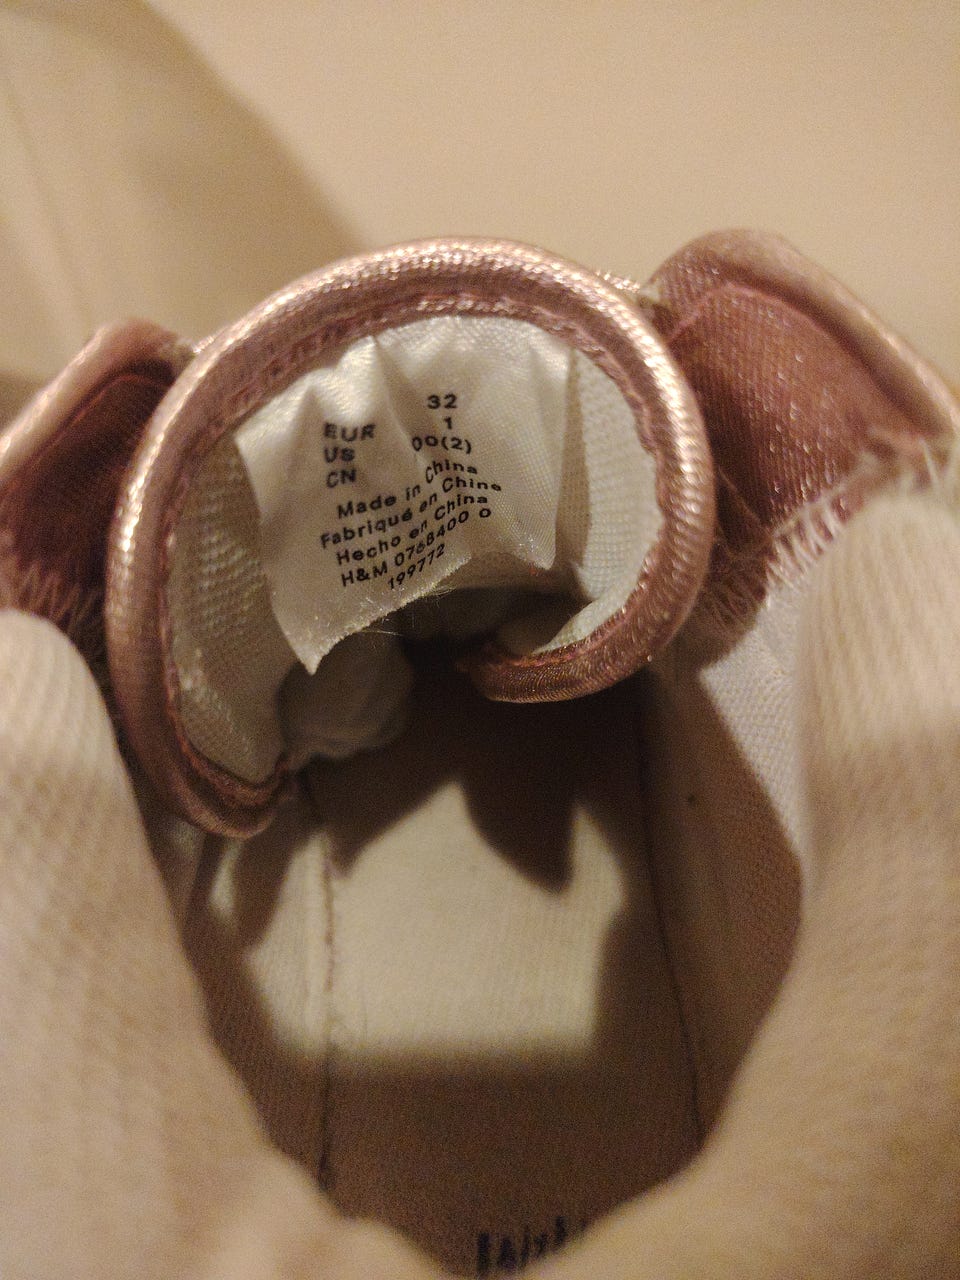 EUR 32
US 1
CN 00(2)
Made in China
Fabriqué en Chine
Hecho en China
H&M 0768400 0
199772